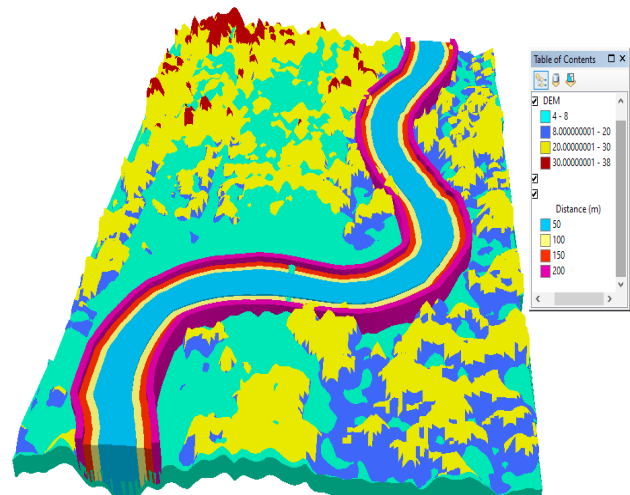 Table of Contents
DEM
4 - 8
8.00000001 - 20
20.00000001 - 30
30.00000001 - 38
Distance (m)
50
100
150
200